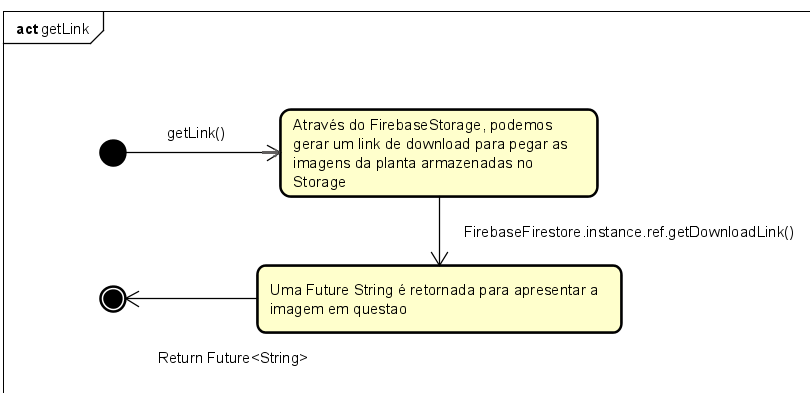 act getLink
getLink()
Através do FirebaseStorage, podemos
gerar um link de download para pegar as
imagens da planta armazenadas no
Storage
FirebaseFirestore.instance.ref.getDownloadLink()
Uma Future String é retornada para apresentar a
imagem em questao
Return Future<String>